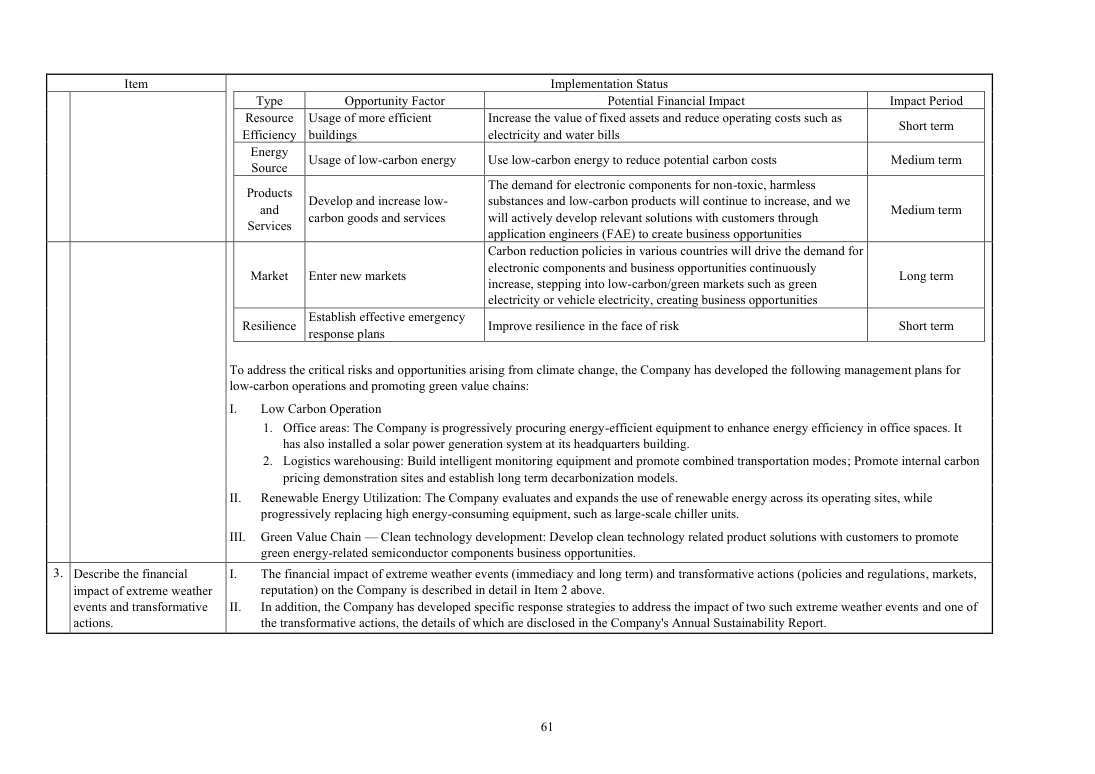 Item
Implementation Status
Type
Opportunity Factor
Potential Financial Impact
Impact Period
Resource
Efficiency
Usage of more efficient
buildings
Increase the value of fixed assets and reduce operating costs such as
electricity and water bills
Short term
Energy
Source
Usage of low-carbon energy
Use low-carbon energy to reduce potential carbon costs
Medium term
Products
and
Services
Develop and increase low-
carbon goods and services
The demand for electronic components for non-toxic, harmless
substances and low-carbon products will continue to increase, and we
will actively develop relevant solutions with customers through
application engineers (FAE) to create business opportunities
Medium term
Market
Enter new markets
Carbon reduction policies in various countries will drive the demand for
electronic components and business opportunities continuously
increase, stepping into low-carbon/green markets such as green
electricity or vehicle electricity, creating business opportunities
Long term
Resilience
Establish effective emergency
response plans
Improve resilience in the face of risk
Short term
To address the critical risks and opportunities arising from climate change, the Company has developed the following management plans for
low-carbon operations and promoting green value chains:
I. Low Carbon Operation
1. Office areas: The Company is progressively procuring energy-efficient equipment to enhance energy efficiency in office spaces. It
has also installed a solar power generation system at its headquarters building.
2. Logistics warehousing: Build intelligent monitoring equipment and promote combined transportation modes; Promote internal carbon
pricing demonstration sites and establish long term decarbonization models.
II. Renewable Energy Utilization: The Company evaluates and expands the use of renewable energy across its operating sites, while
progressively replacing high energy-consuming equipment, such as large-scale chiller units.
III. Green Value Chain — Clean technology development: Develop clean technology related product solutions with customers to promote
green energy-related semiconductor components business opportunities.
3. Describe the financial
impact of extreme weather
events and transformative
actions.
I. The financial impact of extreme weather events (immediacy and long term) and transformative actions (policies and regulations, markets,
reputation) on the Company is described in detail in Item 2 above.
II. In addition, the Company has developed specific response strategies to address the impact of two such extreme weather events and one of
the transformative actions, the details of which are disclosed in the Company's Annual Sustainability Report.
61